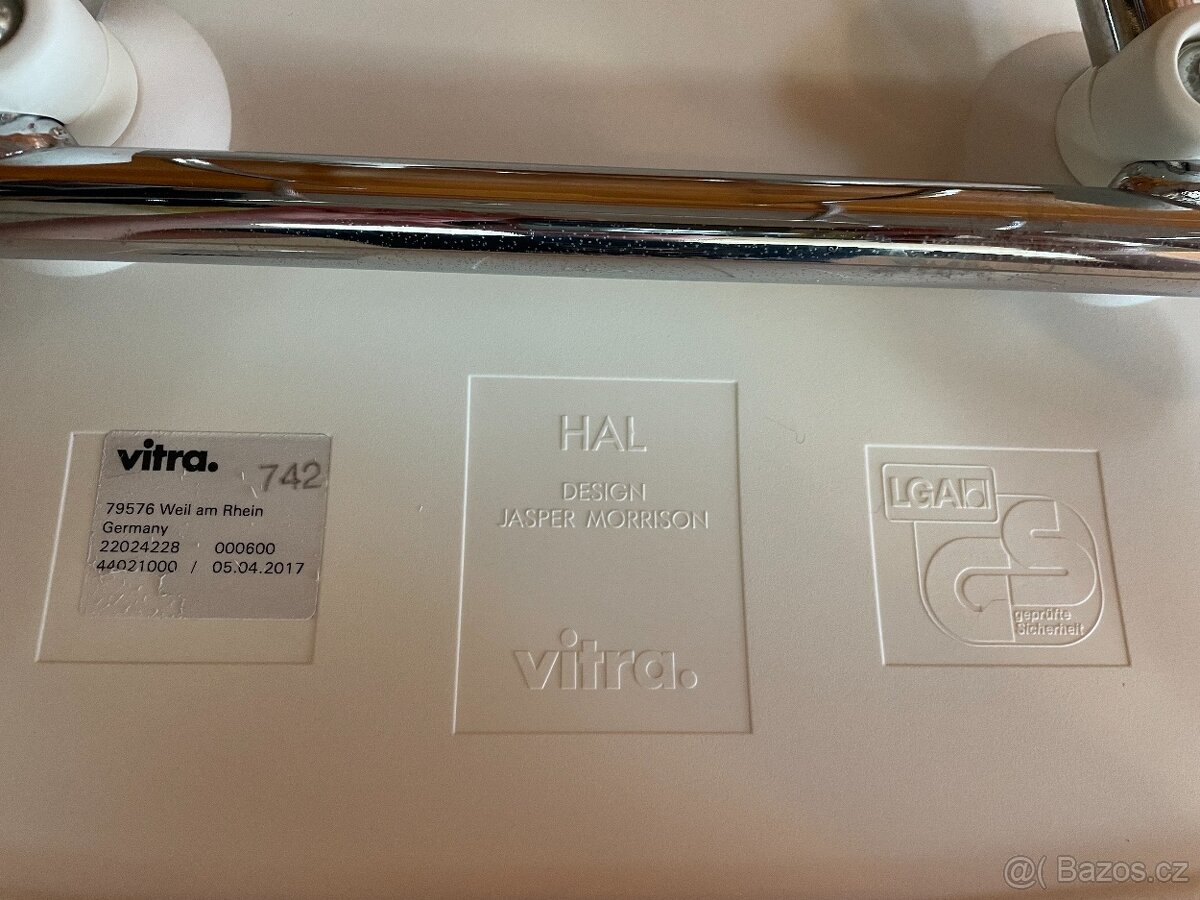 vitra.
742
79576 Weil am Rhein
Germany
22024228 000600
44021000 / 05.04.2017
HAL
DESIGN
JASPER MORRISON
vitra.
LGA
GS
geprüfte
Sicherheit
@( Bazos.cz